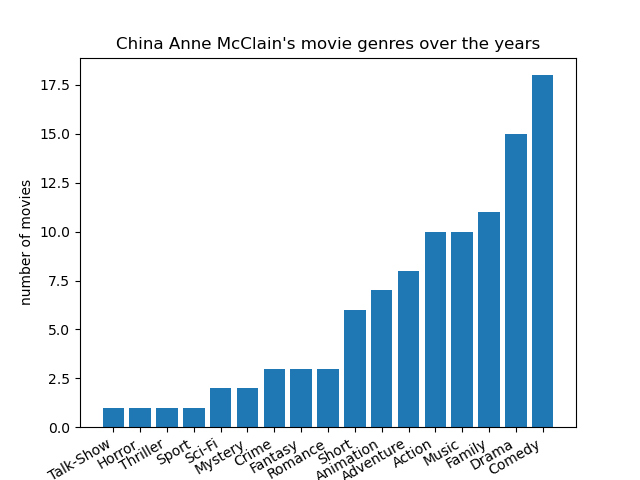 China Anne McClain's movie genres over the years
number of movies
17.5
15.0
12.5
10.0
7.5
5.0
2.5
0.0
Talk-Show
Horror
Thriller
Sport
Sci-Fi
Mystery
Crime
Fantasy
Romance
Short
Animation
Adventure
Action
Music
Family
Drama
Comedy